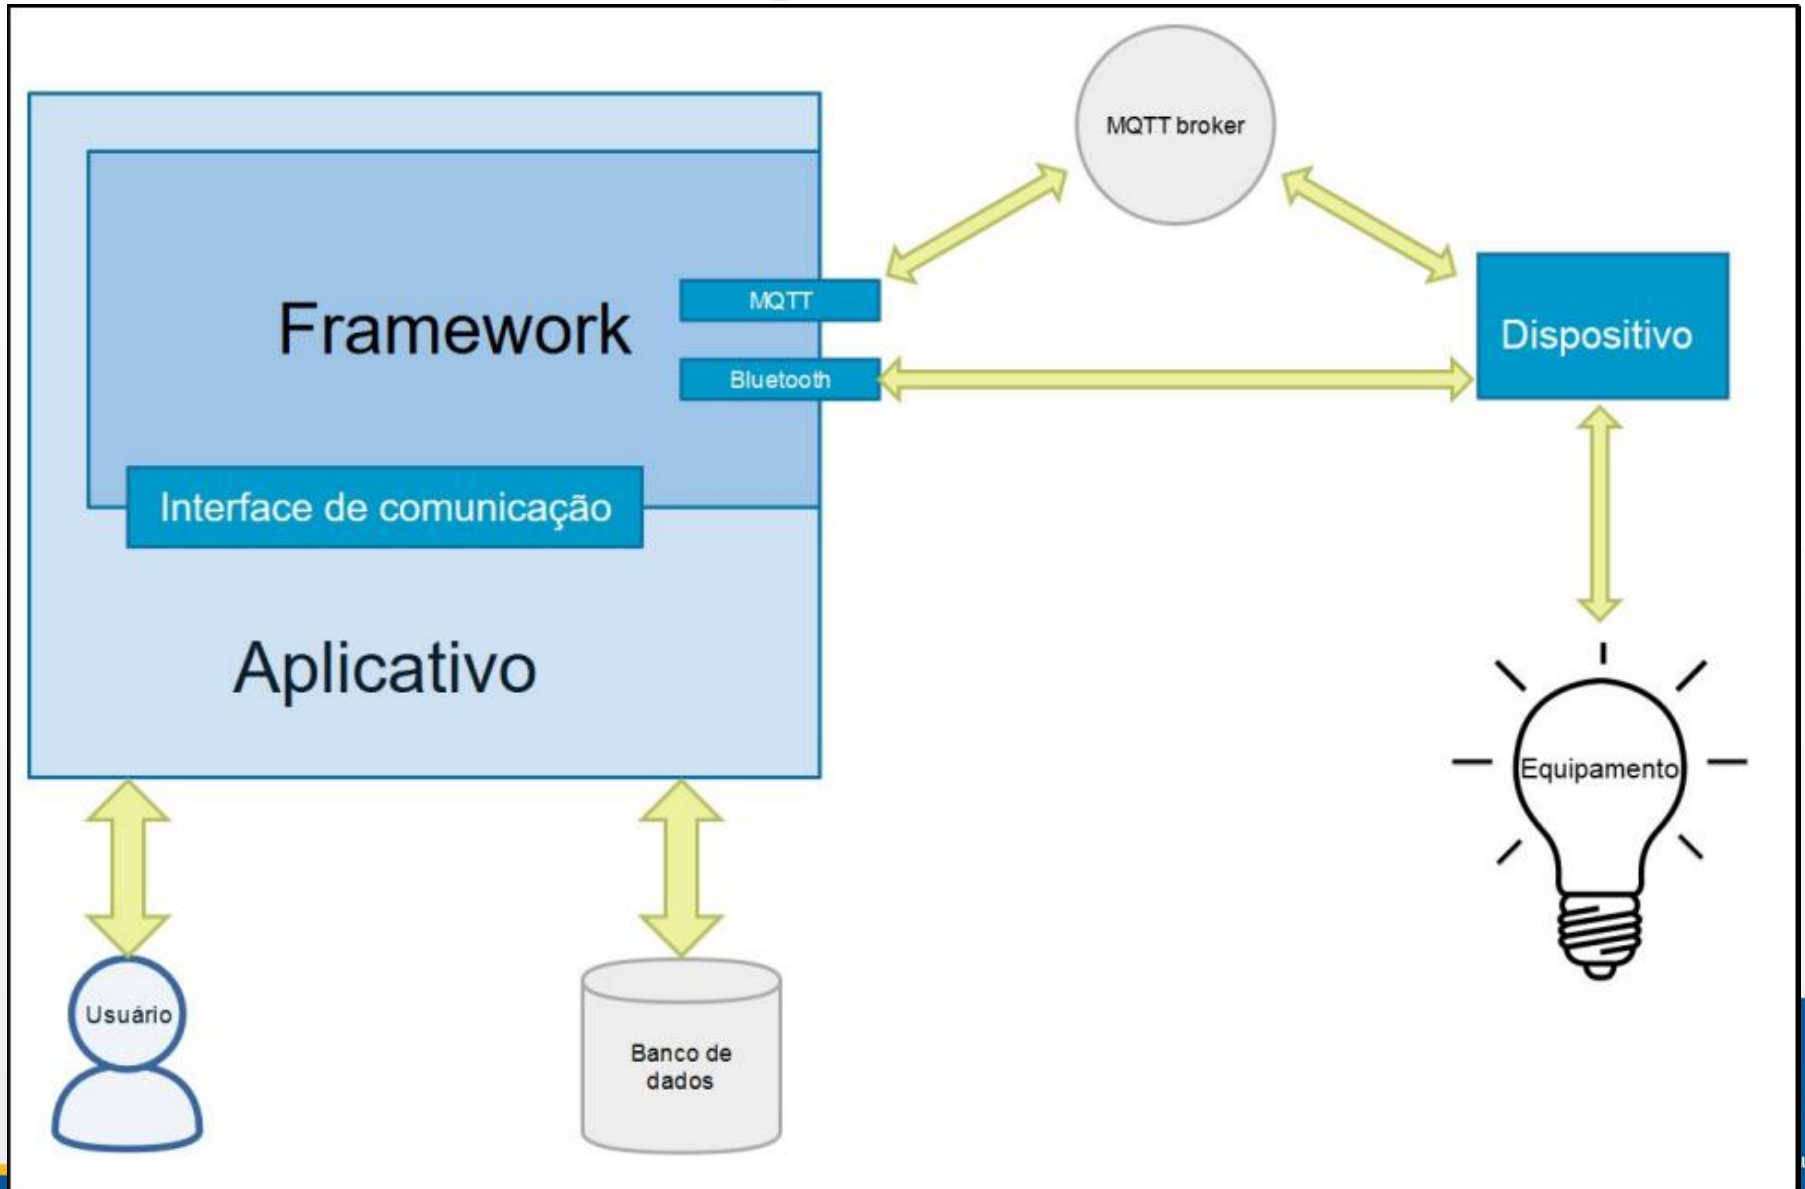 MQTT broker
Framework
MQTT
Bluetooth
Dispositivo
Interface de comunicação
Aplicativo
Equipamento
Usuário
Banco de
dados